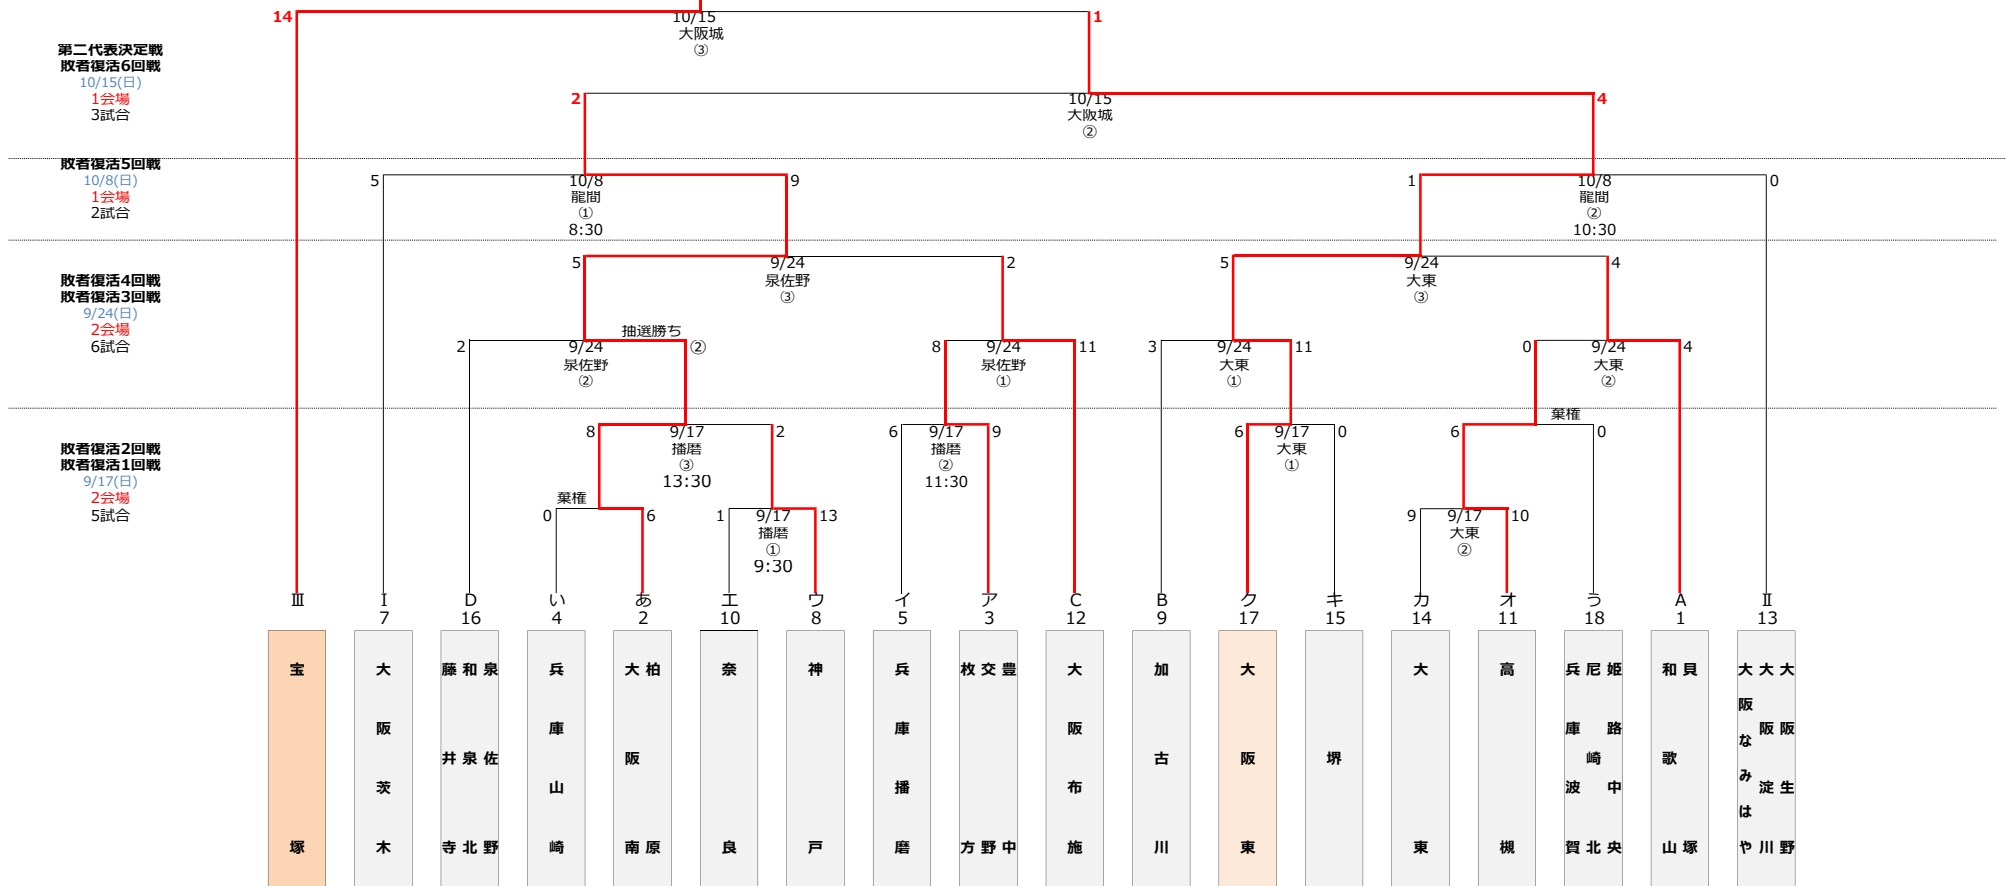 14
10/15
大阪城
③
1
第二代表決定戦
敗者復活6回戦
10/15(日)
1会場
3試合
2
10/15
大阪城
②
4
敗者復活5回戦
10/8(日)
1会場
2試合
5
10/8
龍間
①
8:30
9
1
10/8
龍間
②
10:30
0
敗者復活4回戦
敗者復活3回戦
9/24(日)
2会場
6試合
5
9/24
泉佐野
③
2
5
9/24
大東
③
4
2
9/24
泉佐野
②
抽選勝ち
②
8
9/24
泉佐野
①
11
3
9/24
大東
①
11
0
9/24
大東
②
4
敗者復活2回戦
敗者復活1回戦
9/17(日)
2会場
5試合
8
9/17
播磨
③
13:30
2
6
9/17
播磨
②
11:30
9
6
9/17
大東
①
0
6
棄権
0
棄権
0
6
1
9/17
播磨
①
9:30
13
9
9/17
大東
②
10
Ⅲ I D い あ エ ウ イ ア C B ク キ カ オ う A Ⅱ
7 16 4 2 10 8 5 3 12 9 17 15 14 11 18 1 13
宝塚
大阪茨木
藤井寺
和泉北
泉佐野
兵庫山崎
大阪南
柏原
奈良
神戸
兵庫播磨
枚方
交野
豊中
大阪布施
加古川
大阪東
堺
大東
高槻
兵庫波賀
尼崎北
姫路中央
和歌山
貝塚
大阪なみはや
大阪淀川
大阪生野